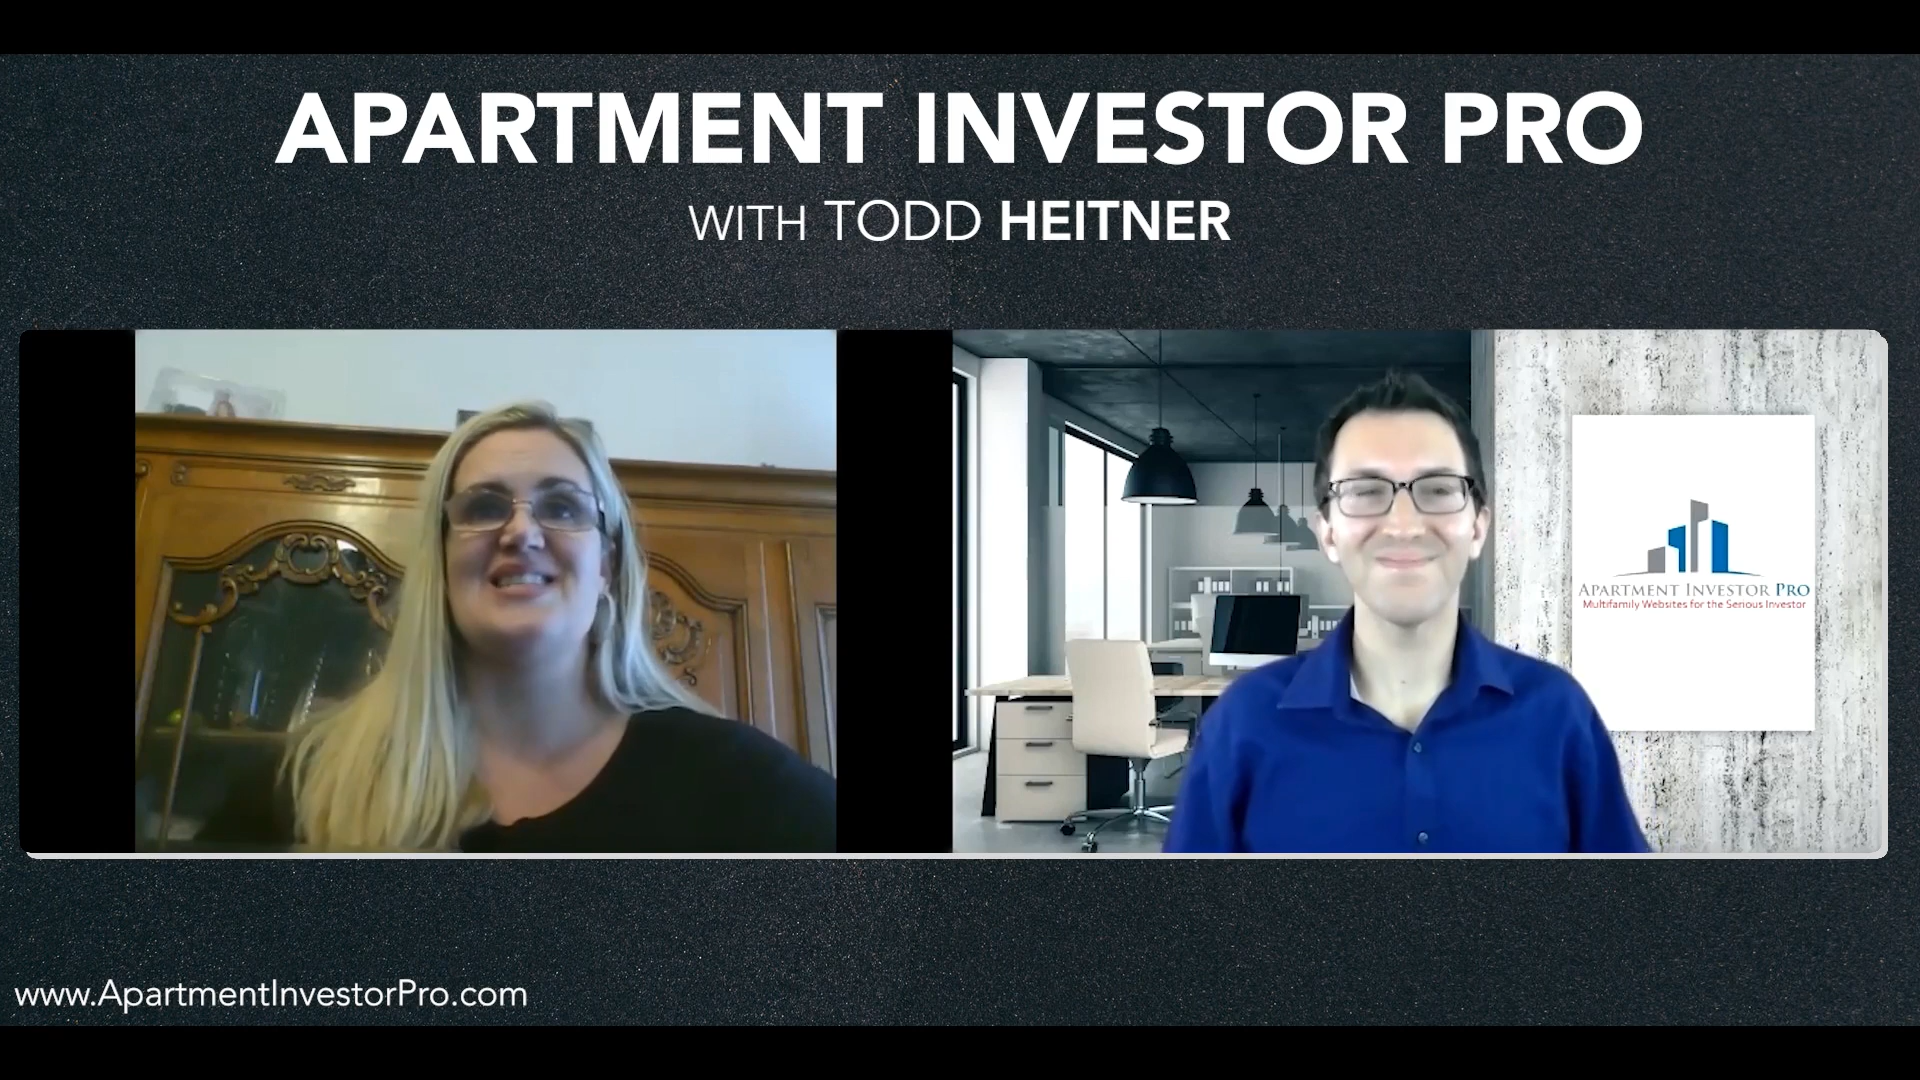 APARTMENT INVESTOR PRO
WITH TODD HEITNER
APARTMENT INVESTOR PRO
Multifamily Websites for the Serious Investor
www.ApartmentInvestorPro.com